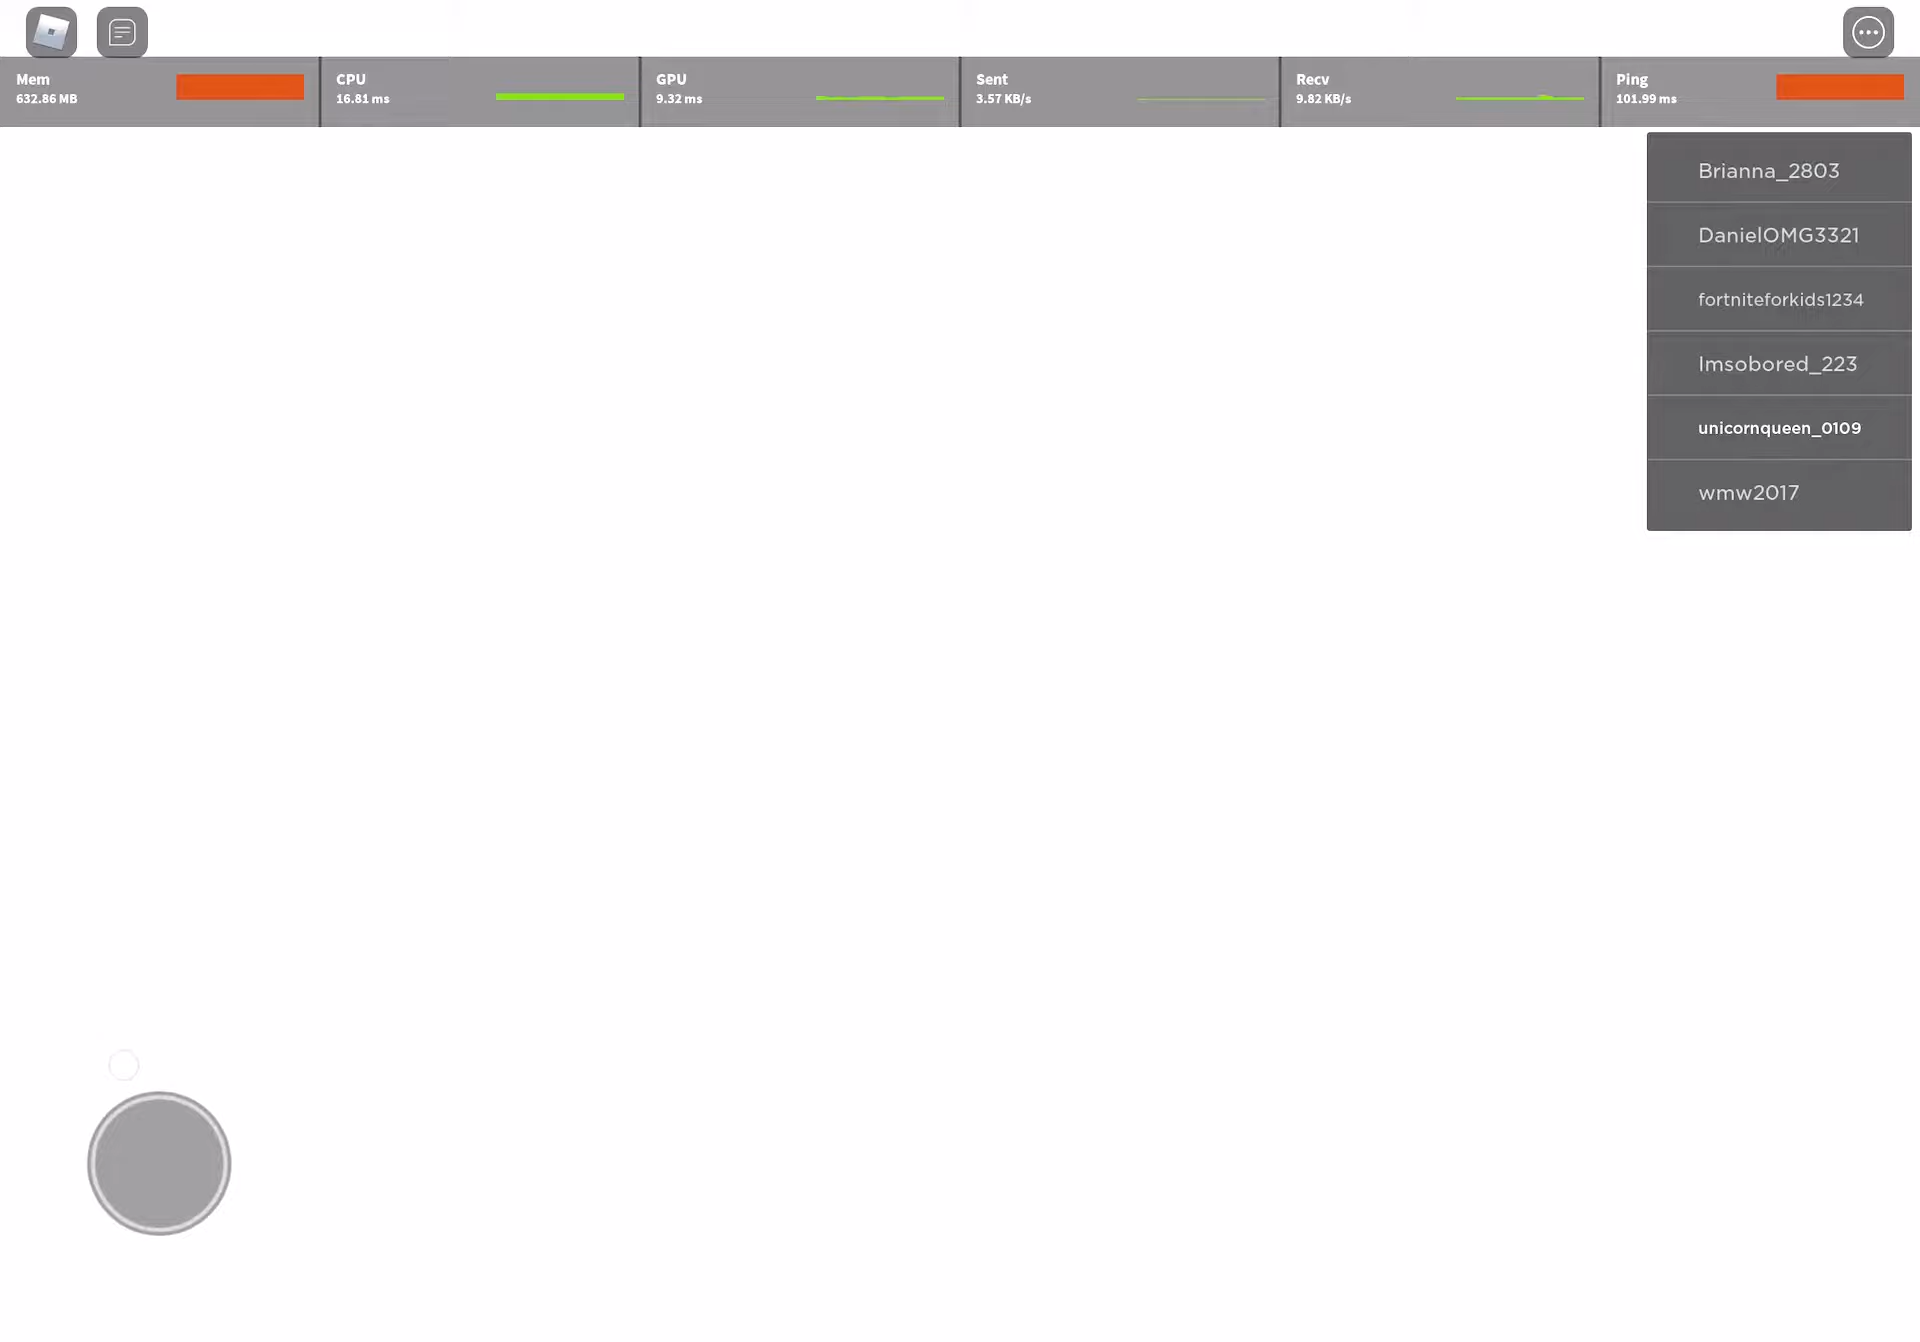 Mem
632.86 MB
CPU
16.81 ms
GPU
9.32 ms
Sent
3.57 KB/s
Recv
9.82 KB/s
Ping
101.99 ms
Brianna_2803
DanielOMG3321
fortniteforkids1234
Imsobored_223
unicornqueen_0109
wmw2017